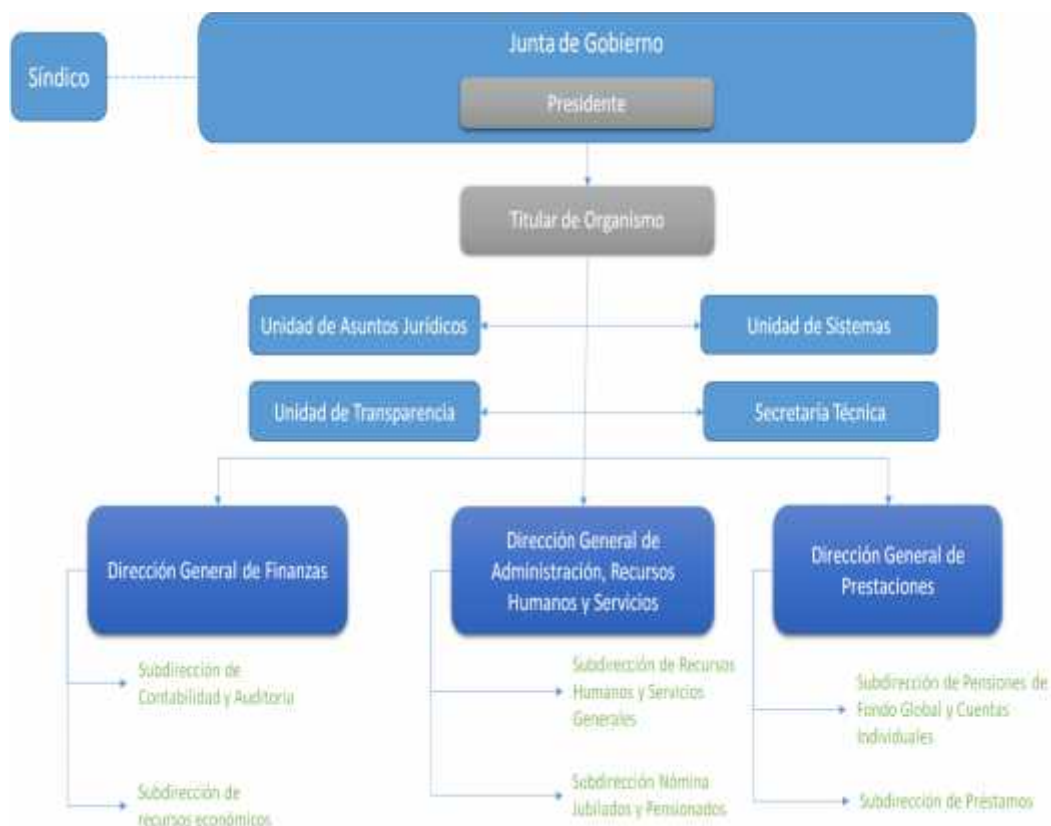 Junta de Gobierno
Síndico
Presidente
Titular de Organismo
Unidad de Asuntos Jurídicos
Unidad de Sistemas
Unidad de Transparencia
Secretaría Técnica
Dirección General de Finanzas
Dirección General de
Administración, Recursos
Humanos y Servicios
Dirección General de
Prestaciones
Subdirección de
Contabilidad y Auditoria
Subdirección de Recursos
Humanos y Servicios
Generales
Subdirección de Pensiones de
Fondo Global y Cuentas
Individuales
Subdirección de
recursos económicos
Subdirección Nómina
Jubilados y Pensionados
Subdirección de Préstamos